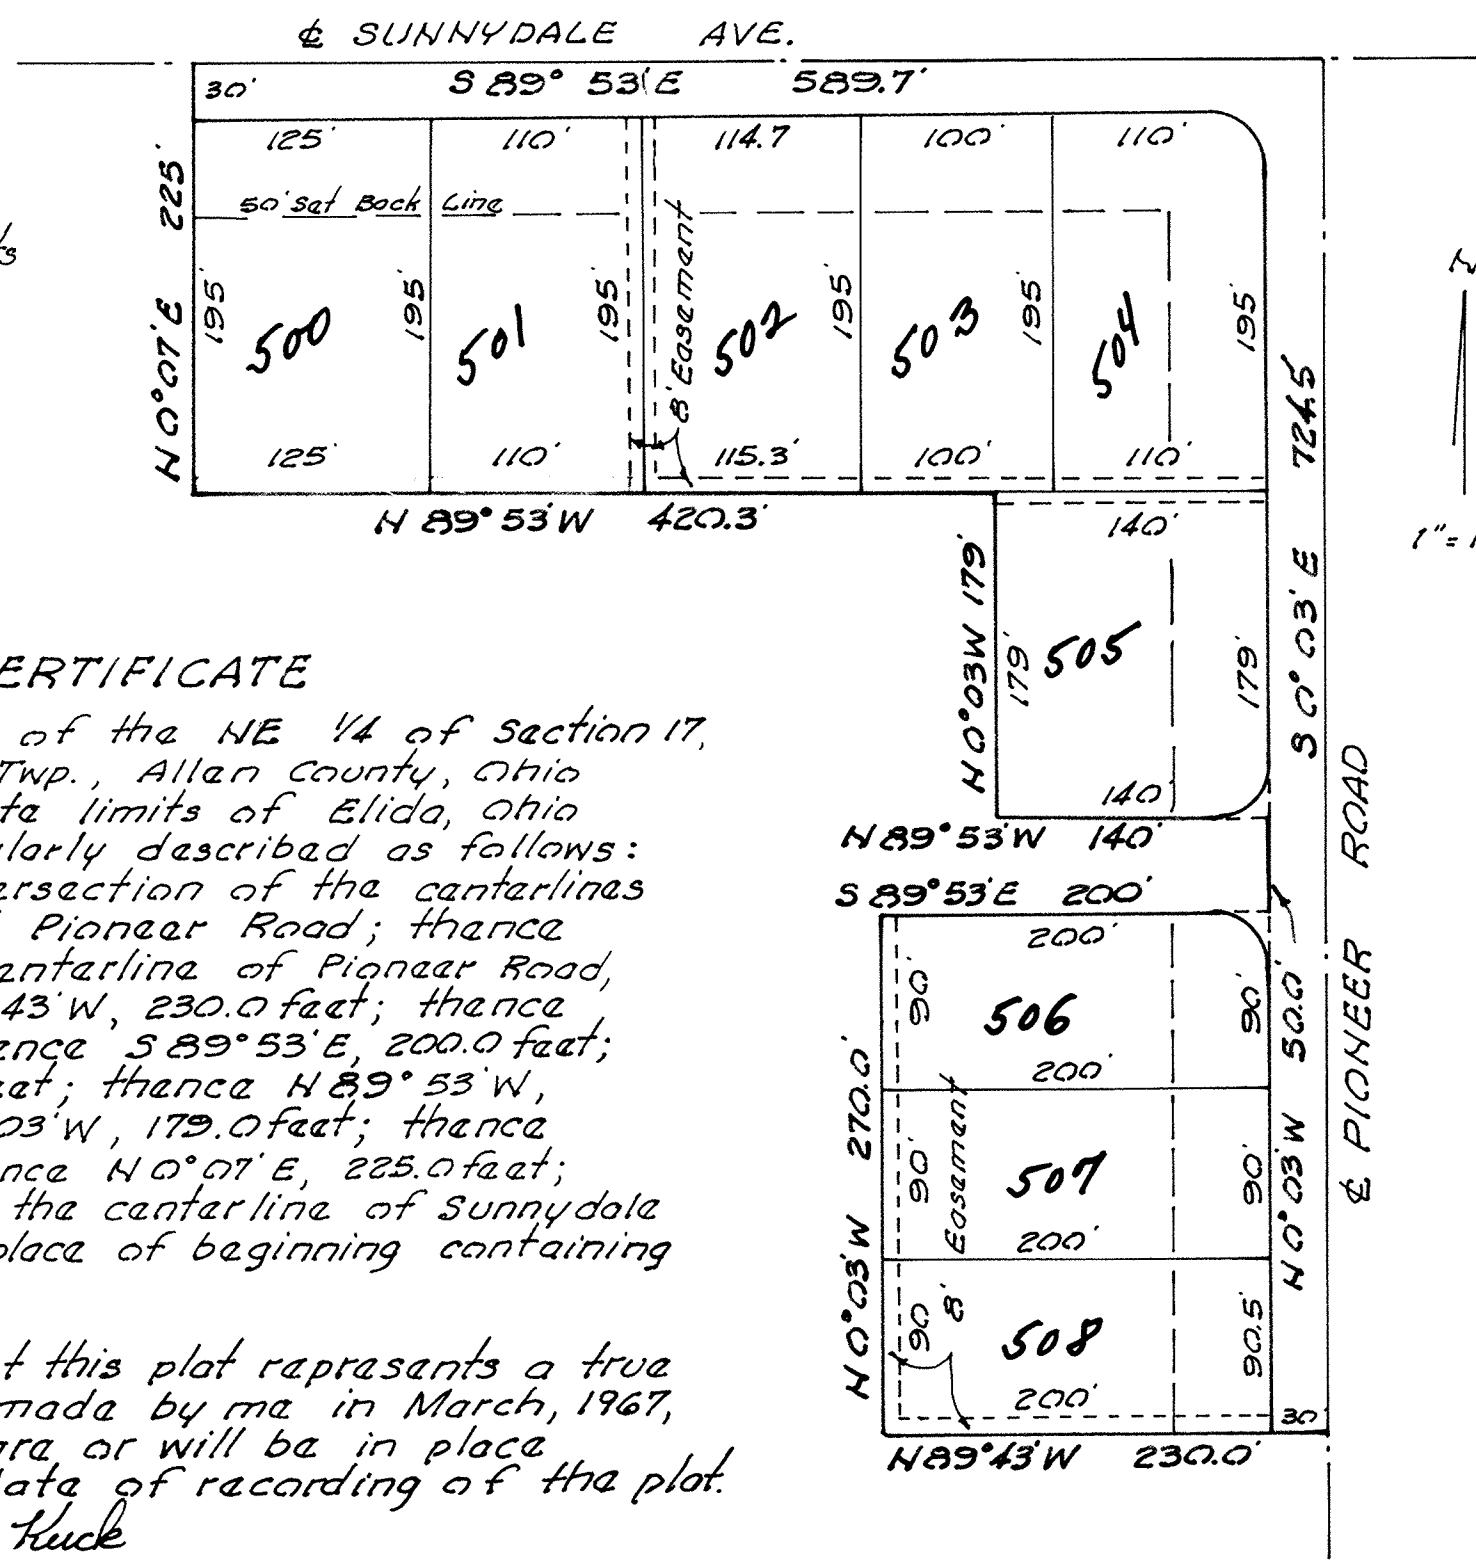 ℄ SUNNYDALE AVE.
30' S 89° 53' E 589.7'
125' 110' 114.7 100' 110'
N 0° 07' E 225'
50' Set Back Line
195' 195' 195' 195' 195' 195'
8' Easement
500 501 502 503 504
125' 110' 115.3' 100' 110'
N 89° 53' W 420.3'
S 0° 03' E 724.5
N
1"=
140'
N 0° 03' W 179'
179' 505 179'
140'
N 89° 53' W 140'
S 89° 53' E 200'
200'
90' 506 90'
200'
N 0° 03' W 270.0'
90' 507 90'
8' Easement
200'
90 508 90.5'
200'
30'
N 89° 43' W 230.0'
N 0° 03' W 50.0'
℄ PIONEER ROAD
ts
ERTIFICATE
of the NE 1/4 of Section 17,
Twp., Allen County, Ohio
te limits of Elida, Ohio
larly described as follows:
ersection of the centerlines
Pioneer Road; thence
enterline of Pioneer Road,
43' W, 230.0 feet; thence
ence S 89° 53' E, 200.0 feet;
eet; thence N 89° 53' W,
03' W, 179.0 feet; thence
nce N 0° 07' E, 225.0 feet;
the centerline of Sunnydale
place of beginning containing
t this plat represents a true
made by me in March, 1967,
are or will be in place
date of recording of the plat.
Kuck